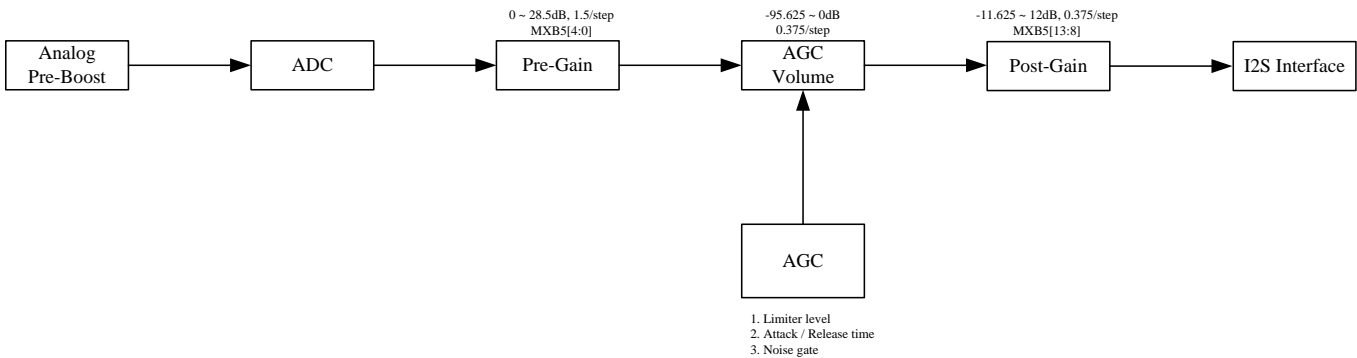 0 ~ 28.5dB, 1.5/step
MXB5[4:0]
-95.625 ~ 0dB
0.375/step
-11.625 ~ 12dB, 0.375/step
MXB5[13:8]
Analog
Pre-Boost
ADC
Pre-Gain
AGC
Volume
Post-Gain
I2S Interface
AGC
1. Limiter level
2. Attack / Release time
3. Noise gate